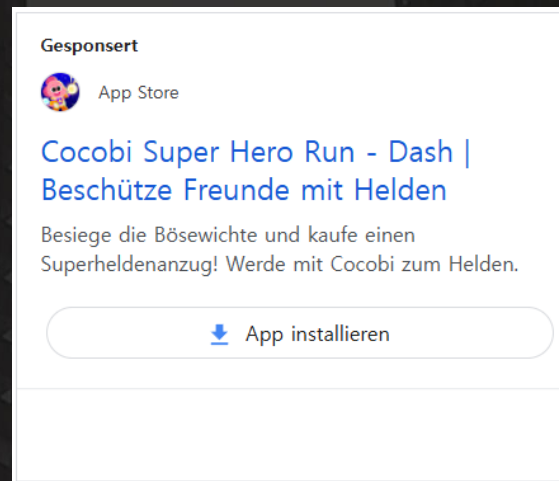 Gesponsert
App Store
Cocobi Super Hero Run - Dash |
Beschütze Freunde mit Helden
Besiege die Bösewichte und kaufe einen
Superheldenanzug! Werde mit Cocobi zum Helden.
App installieren